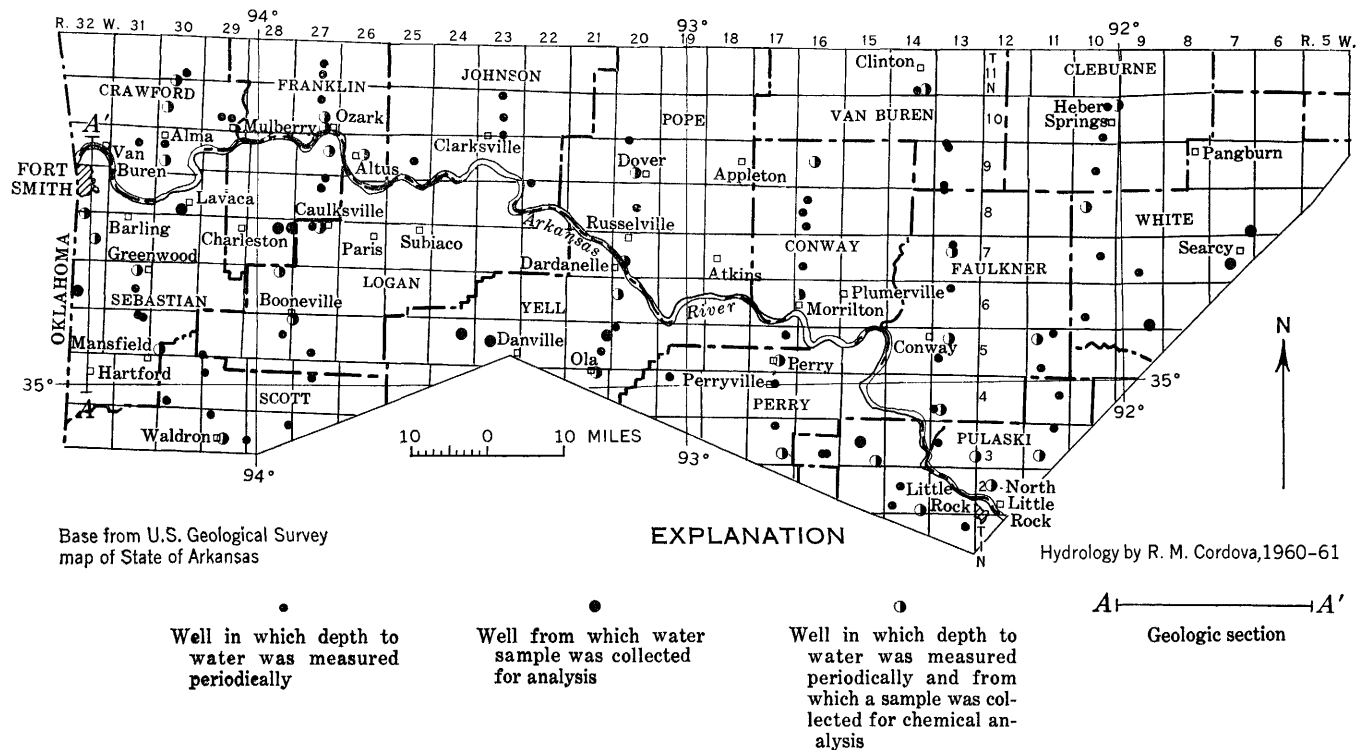 94°
93°
92°
R. 32 W. 31 30 29 28 27 26 25 24 23 22 21 20 19 18 17 16 15 14 13 12 11 10 9 8 7 6 R. 5 W.
T
11
N
Clinton
JOHNSON
CLEBURNE
FRANKLIN
CRAWFORD
Heber
Springs
10
POPE
VAN BUREN
A'
Alma
Mulberry
Ozark
Clarksville
Van
Buren
Altus
Dover
Appleton
9
Pangburn
FORT
SMITH
Lavaca
Caulksville
8
WHITE
Barling
Charleston
Paris
Subiaco
Arkansas
Russelville
CONWAY
Searcy
Greenwood
7
LOGAN
Dardanelle
Atkins
FAULKNER
OKLAHOMA
SEBASTIAN
Booneville
YELL
River
Plumerville
Morrilton
6
N
Mansfield
Danville
Ola
Perry
Conway
5
Hartford
35°
Perryville
35°
A
SCOTT
PERRY
4
92°
Waldron
10 0 10 MILES
PULASKI
3
94°
93°
Little
Rock
2
North
Little
Rock
T
1
N
Base from U.S. Geological Survey
map of State of Arkansas
EXPLANATION
Hydrology by R. M. Cordova, 1960–61
Well in which depth to
water was measured
periodically
Well from which water
sample was collected
for analysis
Well in which depth to
water was measured
periodically and from
which a sample was col-
lected for chemical an-
alysis
A A'
Geologic section